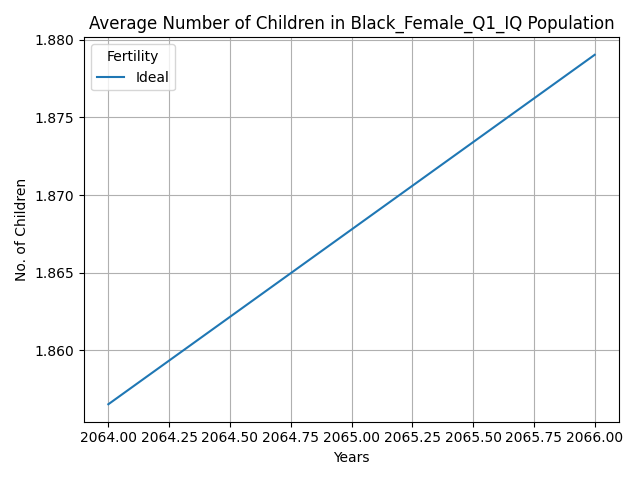 Average Number of Children in Black_Female_Q1_IQ Population
1.880
1.875
1.870
1.865
1.860
No. of Children
Fertility
Ideal
2064.00 2064.25 2064.50 2064.75 2065.00 2065.25 2065.50 2065.75 2066.00
Years